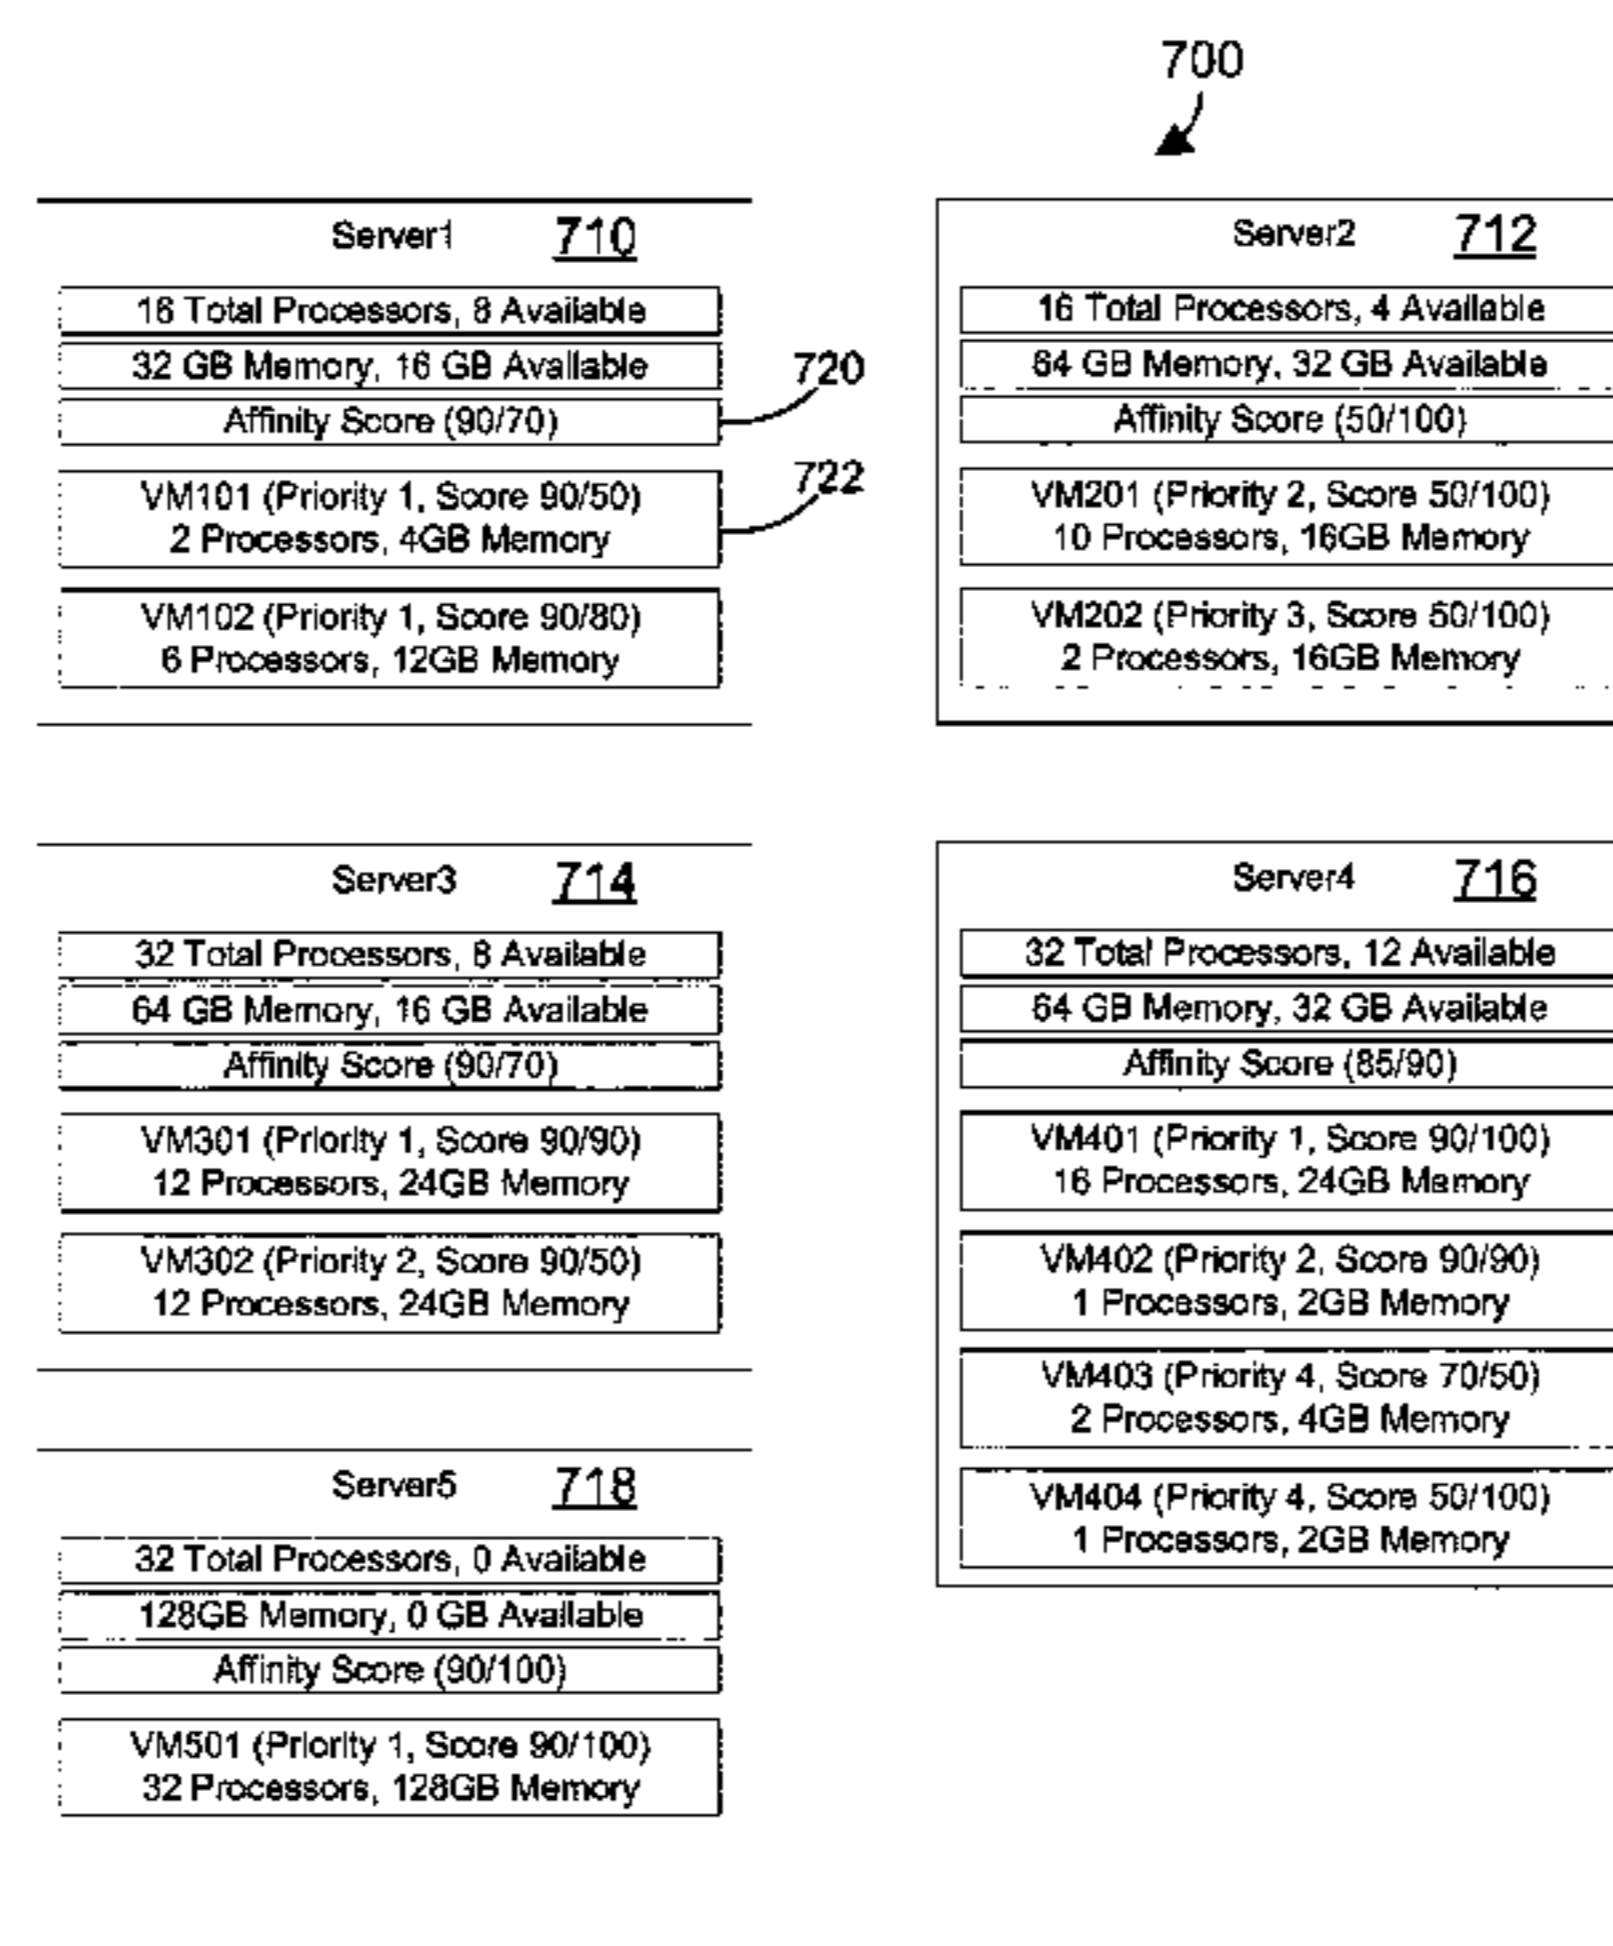 700
Server1 710
16 Total Processors, 8 Available
32 GB Memory, 16 GB Available
Affinity Score (90/70)
720
VM101 (Priority 1, Score 90/50)
2 Processors, 4GB Memory
722
VM102 (Priority 1, Score 90/80)
6 Processors, 12GB Memory
Server2 712
16 Total Processors, 4 Available
64 GB Memory, 32 GB Available
Affinity Score (50/100)
VM201 (Priority 2, Score 50/100)
10 Processors, 16GB Memory
VM202 (Priority 3, Score 50/100)
2 Processors, 16GB Memory
Server3 714
32 Total Processors, 8 Available
64 GB Memory, 16 GB Available
Affinity Score (90/70)
VM301 (Priority 1, Score 90/90)
12 Processors, 24GB Memory
VM302 (Priority 2, Score 90/50)
12 Processors, 24GB Memory
Server4 716
32 Total Processors, 12 Available
64 GB Memory, 32 GB Available
Affinity Score (85/90)
VM401 (Priority 1, Score 90/100)
16 Processors, 24GB Memory
VM402 (Priority 2, Score 90/90)
1 Processors, 2GB Memory
VM403 (Priority 4, Score 70/50)
2 Processors, 4GB Memory
VM404 (Priority 4, Score 50/100)
1 Processors, 2GB Memory
Server5 718
32 Total Processors, 0 Available
128GB Memory, 0 GB Available
Affinity Score (90/100)
VM501 (Priority 1, Score 90/100)
32 Processors, 128GB Memory